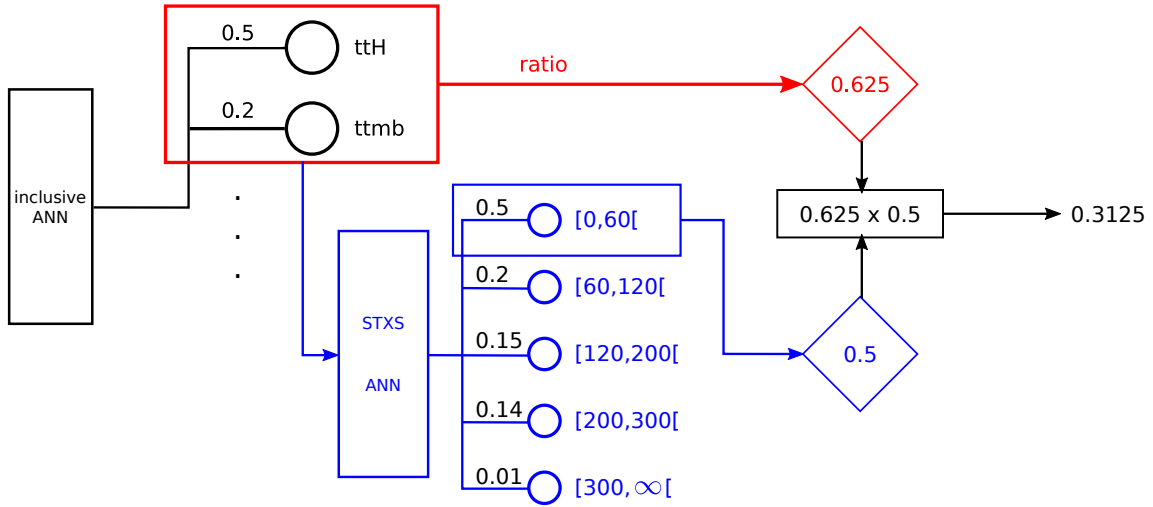 0.5
ttH
0.2
ttmb
ratio
0.625
inclusive
ANN
.
.
.
0.5
[0,60[
0.2
[60,120[
0.15
[120,200[
0.14
[200,300[
0.01
[300,∞[
STXS
ANN
0.625 x 0.5
0.3125
0.5